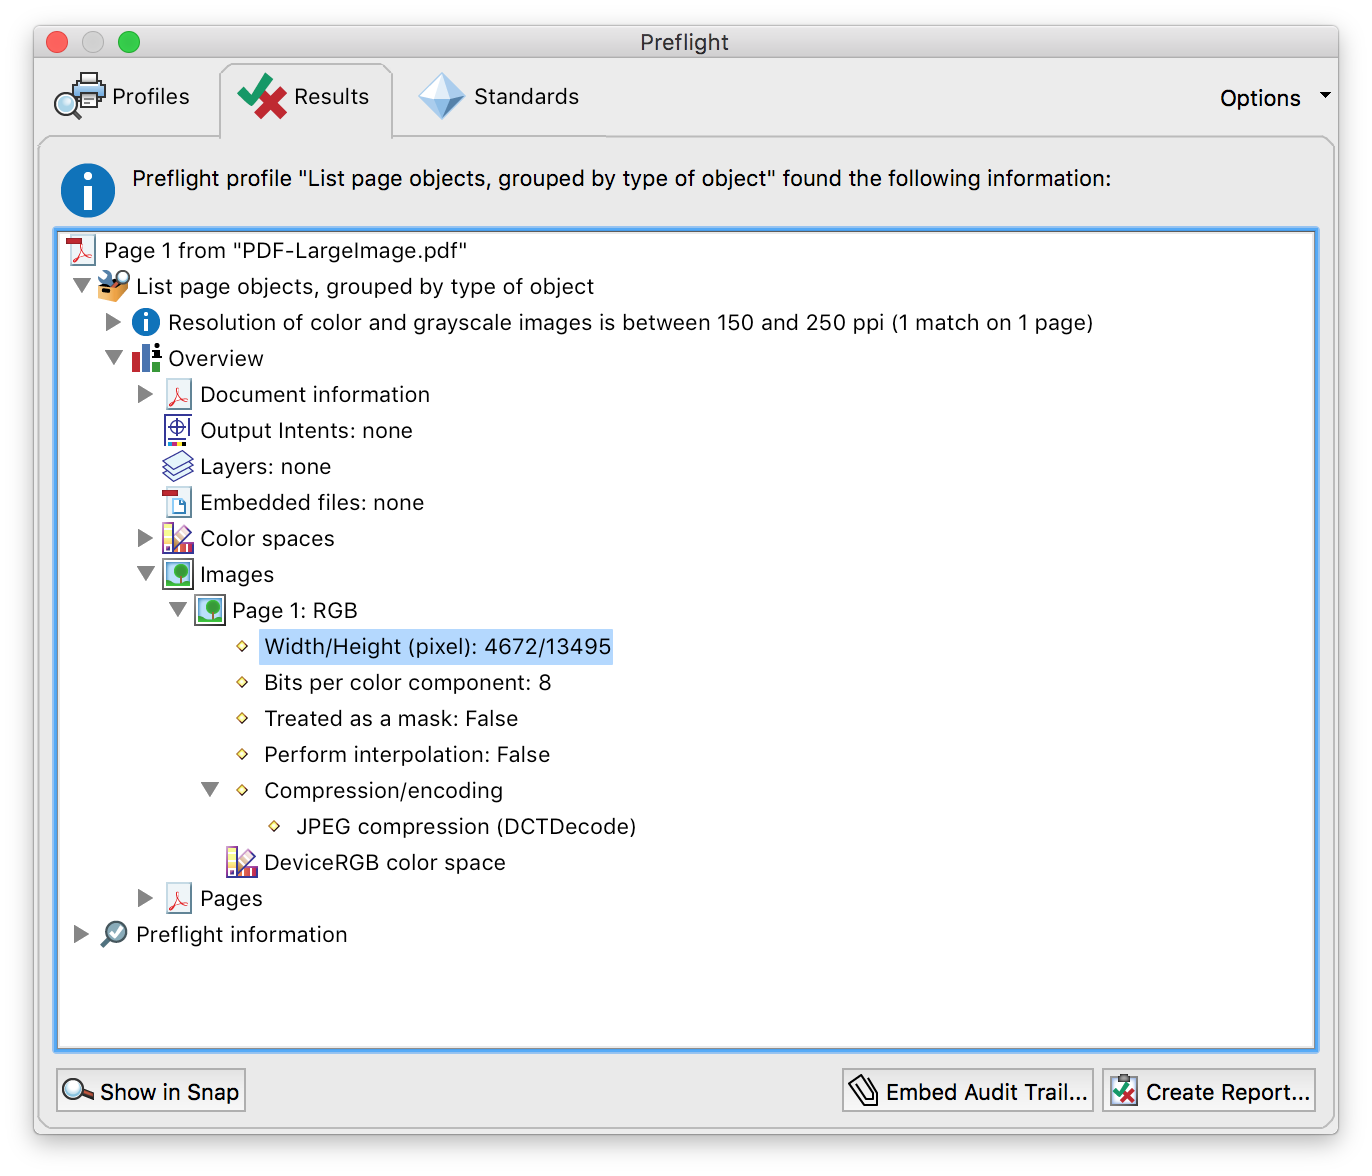 Preflight
Profiles
Results
Standards
Options
Preflight profile "List page objects, grouped by type of object" found the following information:
Page 1 from "PDF-LargeImage.pdf"
List page objects, grouped by type of object
Resolution of color and grayscale images is between 150 and 250 ppi (1 match on 1 page)
Overview
Document information
Output Intents: none
Layers: none
Embedded files: none
Color spaces
Images
Page 1: RGB
Width/Height (pixel): 4672/13495
Bits per color component: 8
Treated as a mask: False
Perform interpolation: False
Compression/encoding
JPEG compression (DCTDecode)
DeviceRGB color space
Pages
Preflight information
Show in Snap
Embed Audit Trail...
Create Report...